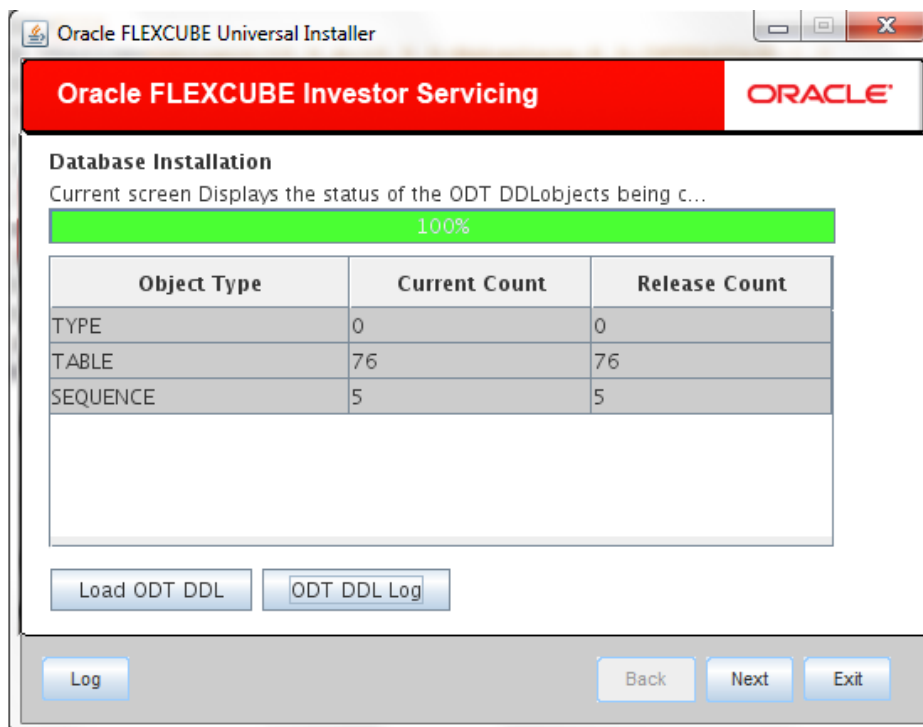 Oracle FLEXCUBE Universal Installer
Oracle FLEXCUBE Investor Servicing ORACLE
Database Installation
Current screen Displays the status of the ODT DDLobjects being c...
100%
Object Type Current Count Release Count
TYPE 0 0
TABLE 76 76
SEQUENCE 5 5
Load ODT DDL ODT DDL Log
Log Back Next Exit